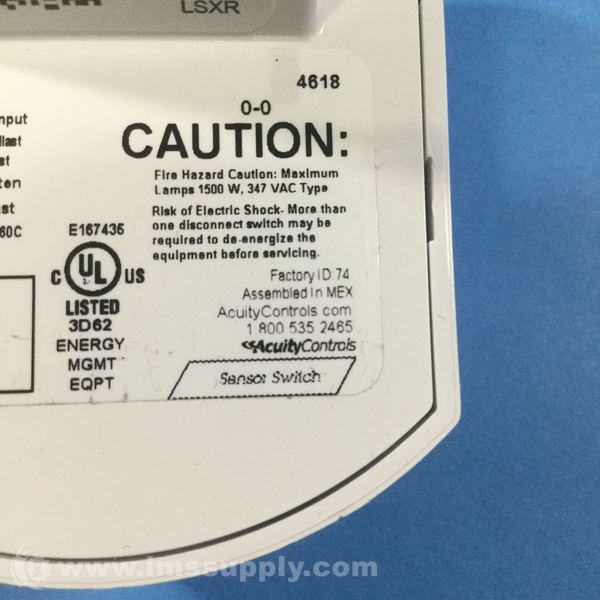 LSXR
4618
0-0
CAUTION:
Fire Hazard Caution: Maximum
Lamps 1500 W, 347 VAC Type
Risk of Electric Shock- More than
one disconnect switch may be
required to de-energize the
equipment before servicing.
nput
llast
st
ten
ust
60C
E167435
C UL US
LISTED
3D62
ENERGY
MGMT
EQPT
Factory ID 74
Assembled In MEX
AcuityControls com
1 800 535 2465
AcuityControls
Sensor Switch
www.imssupply.com